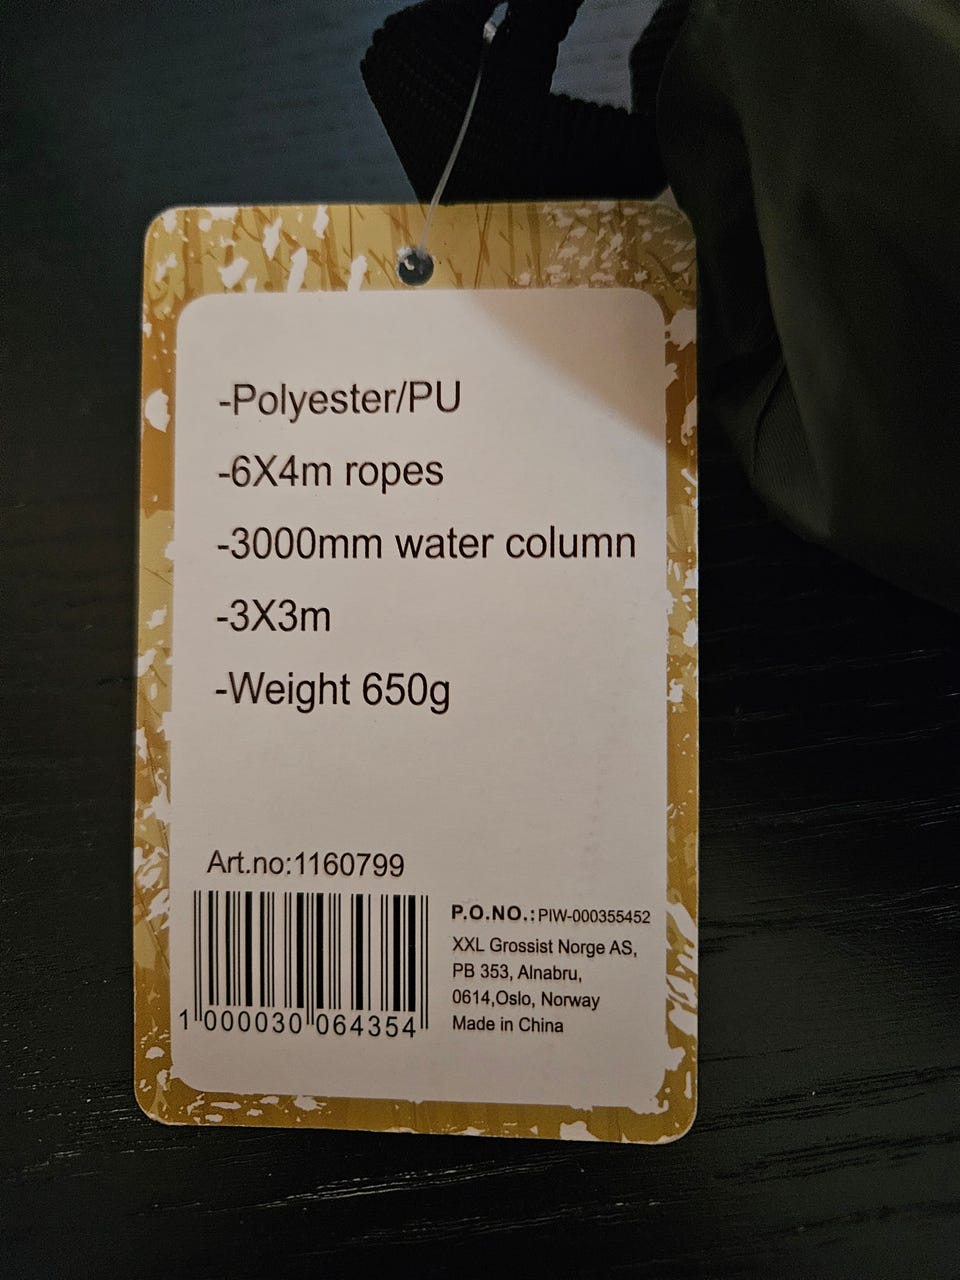 -Polyester/PU
-6X4m ropes
-3000mm water column
-3X3m
-Weight 650g
Art.no:1160799
1 000030 064354
P.O.NO.: PIW-000355452
XXL Grossist Norge AS,
PB 353, Alnabru,
0614,Oslo, Norway
Made in China